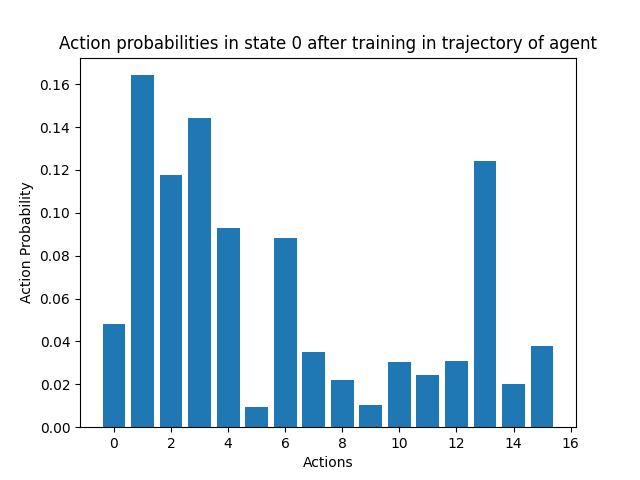 Action probabilities in state 0 after training in trajectory of agent
0.16
0.14
0.12
0.10
0.08
0.06
0.04
0.02
0.00
Action Probability
0 2 4 6 8 10 12 14 16
Actions